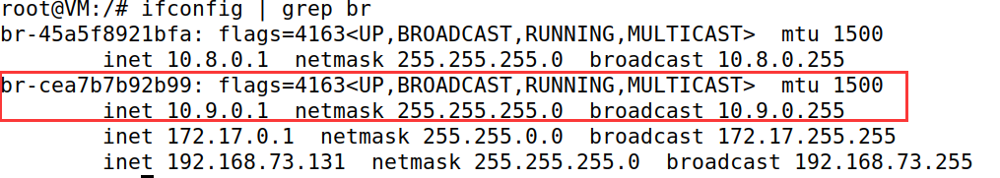 root@VM:/# ifconfig | grep br
br-45a5f8921bfa: flags=4163<UP,BROADCAST,RUNNING,MULTICAST>  mtu 1500
        inet 10.8.0.1  netmask 255.255.255.0  broadcast 10.8.0.255
br-cea7b7b92b99: flags=4163<UP,BROADCAST,RUNNING,MULTICAST>  mtu 1500
        inet 10.9.0.1  netmask 255.255.255.0  broadcast 10.9.0.255
        inet 172.17.0.1  netmask 255.255.0.0  broadcast 172.17.255.255
        inet 192.168.73.131  netmask 255.255.255.0  broadcast 192.168.73.255